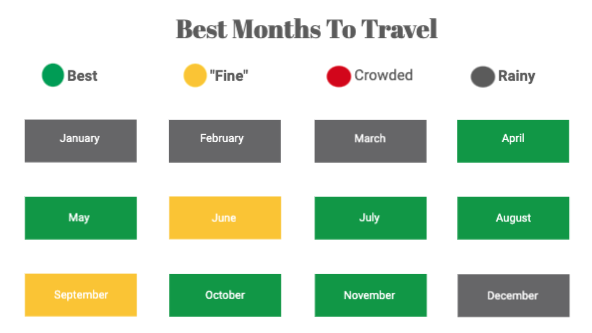 Best Months To Travel
Best "Fine" Crowded Rainy
January February March April
May June July August
September October November December